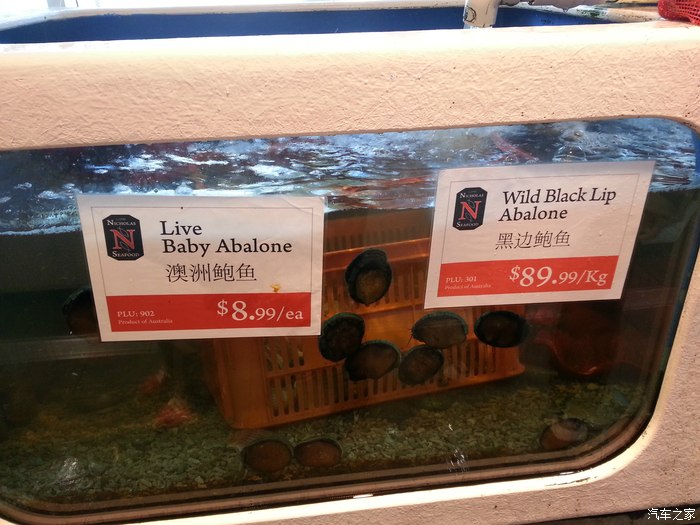 NICHOLAS
N
SEAFOOD
Live
Baby Abalone
澳洲鲍鱼
PLU: 902
Product of Australia
$8.99/ea
NICHOLAS
N
SEAFOOD
Wild Black Lip
Abalone
黑边鲍鱼
PLU: 301
Product of Australia
$89.99/Kg
汽车之家